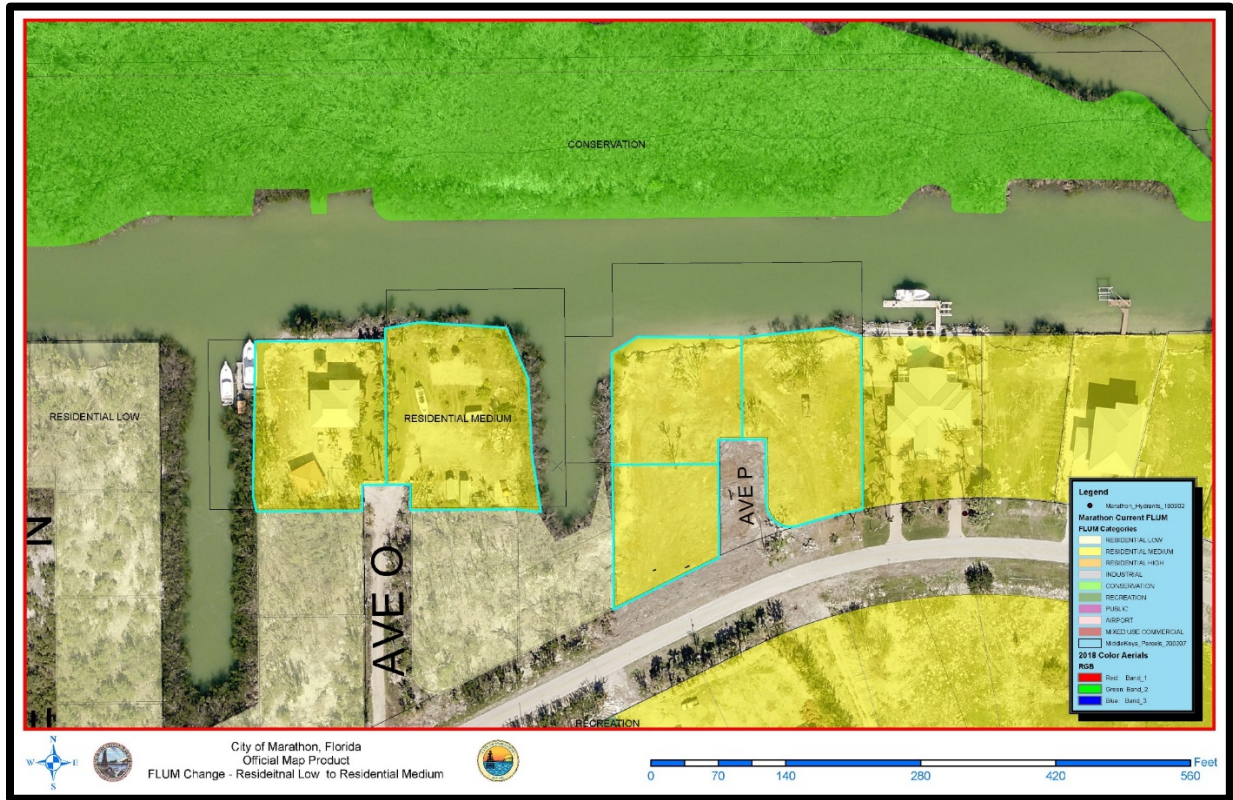 CONSERVATION
RESIDENTIAL LOW
RESIDENTIAL MEDIUM
N
AVE O
AVE P
RECREATION
Legend
Marathon_Hydrants_190202
Marathon Current FLUM
FLUM Categories
RESIDENTIAL LOW
RESIDENTIAL MEDIUM
RESIDENTIAL HIGH
INDUSTRIAL
CONSERVATION
RECREATION
PUBLIC
AIRPORT
MIXED USE COMMERCIAL
MiddleKeys_Parcels_200207
2018 Color Aerials
RGB
Red: Band_1
Green: Band_2
Blue: Band_3
N
W E
S
City of Marathon, Florida
Official Map Product
FLUM Change - Resideitnal Low to Residential Medium
Feet
0 70 140 280 420 560